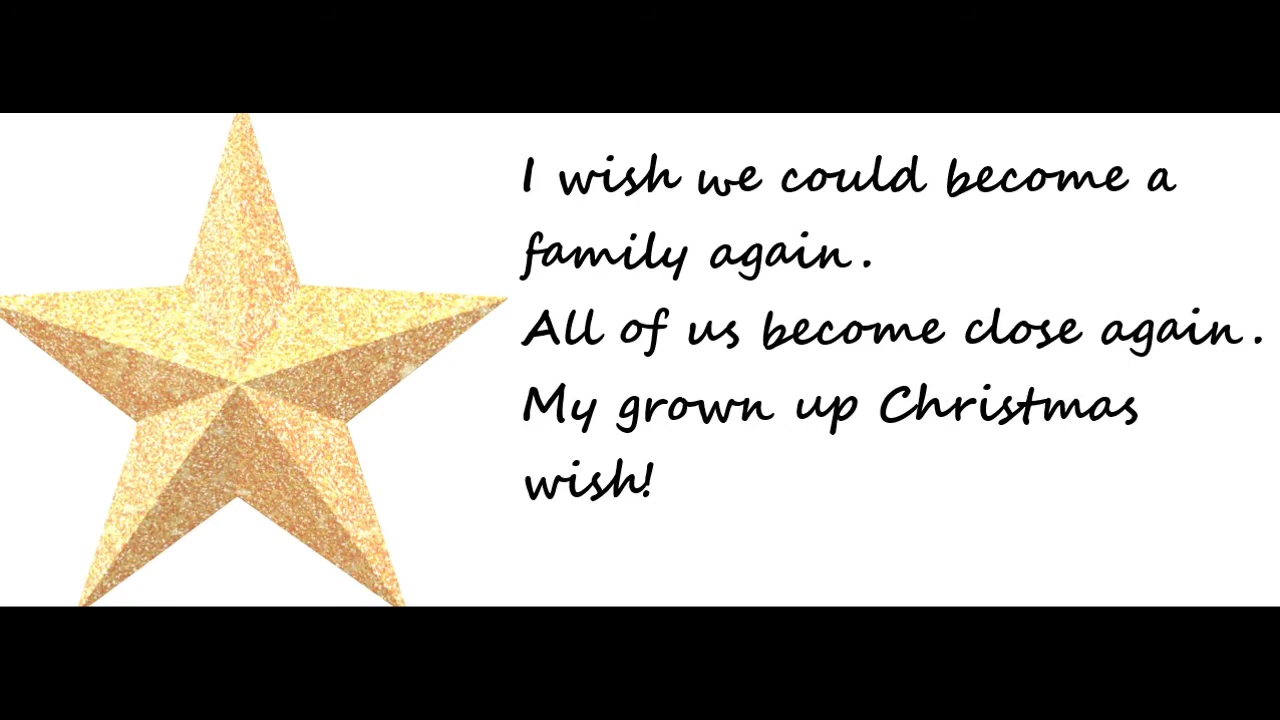 I wish we could become a
family again.
All of us become close again.
My grown up Christmas
wish!